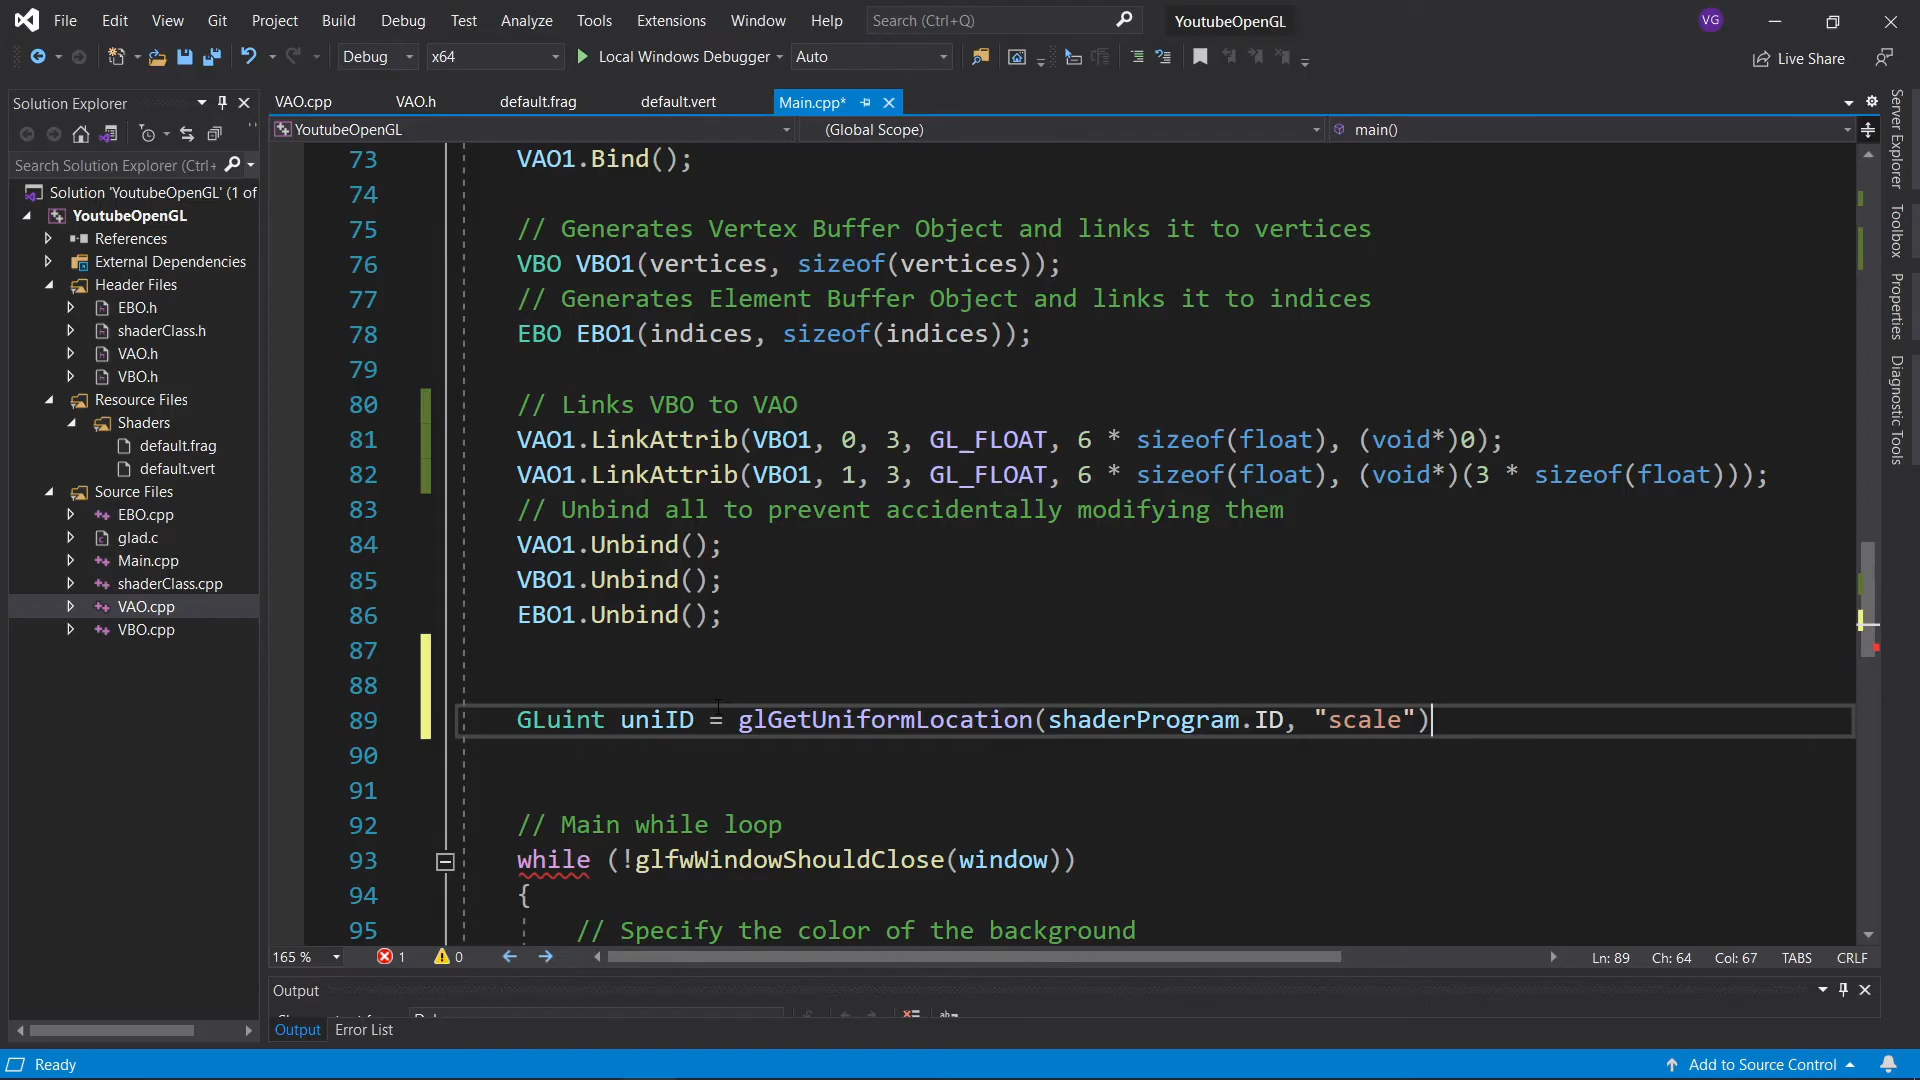 File Edit View Git Project Build Debug Test Analyze Tools Extensions Window Help Search (Ctrl+Q) YoutubeOpenGL VG
Debug x64 Local Windows Debugger Auto Live Share
Solution Explorer
Search Solution Explorer (Ctrl+
Solution 'YoutubeOpenGL' (1 of
YoutubeOpenGL
References
External Dependencies
Header Files
EBO.h
shaderClass.h
VAO.h
VBO.h
Resource Files
Shaders
default.frag
default.vert
Source Files
EBO.cpp
glad.c
Main.cpp
shaderClass.cpp
VAO.cpp
VBO.cpp
VAO.cpp VAO.h default.frag default.vert Main.cpp*
YoutubeOpenGL (Global Scope) main()
73 VAO1.Bind();
74
75 // Generates Vertex Buffer Object and links it to vertices
76 VBO VBO1(vertices, sizeof(vertices));
77 // Generates Element Buffer Object and links it to indices
78 EBO EBO1(indices, sizeof(indices));
79
80 // Links VBO to VAO
81 VAO1.LinkAttrib(VBO1, 0, 3, GL_FLOAT, 6 * sizeof(float), (void*)0);
82 VAO1.LinkAttrib(VBO1, 1, 3, GL_FLOAT, 6 * sizeof(float), (void*)(3 * sizeof(float)));
83 // Unbind all to prevent accidentally modifying them
84 VAO1.Unbind();
85 VBO1.Unbind();
86 EBO1.Unbind();
87
88
89 GLuint uniID = glGetUniformLocation(shaderProgram.ID, "scale")
90
91
92 // Main while loop
93 while (!glfwWindowShouldClose(window))
94 {
95 // Specify the color of the background
165 % 1 0 Ln: 89 Ch: 64 Col: 67 TABS CRLF
Output
Output Error List
Ready Add to Source Control
Server Explorer
Toolbox
Properties
Diagnostic Tools